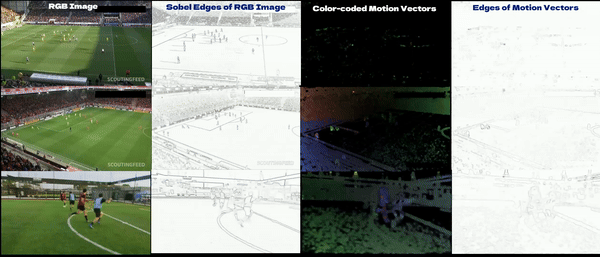 RGB Image
Sobel Edges of RGB Image
Color-coded Motion Vectors
Edges of Motion Vectors
SCOUTINGFEED
SCOUTINGFEED